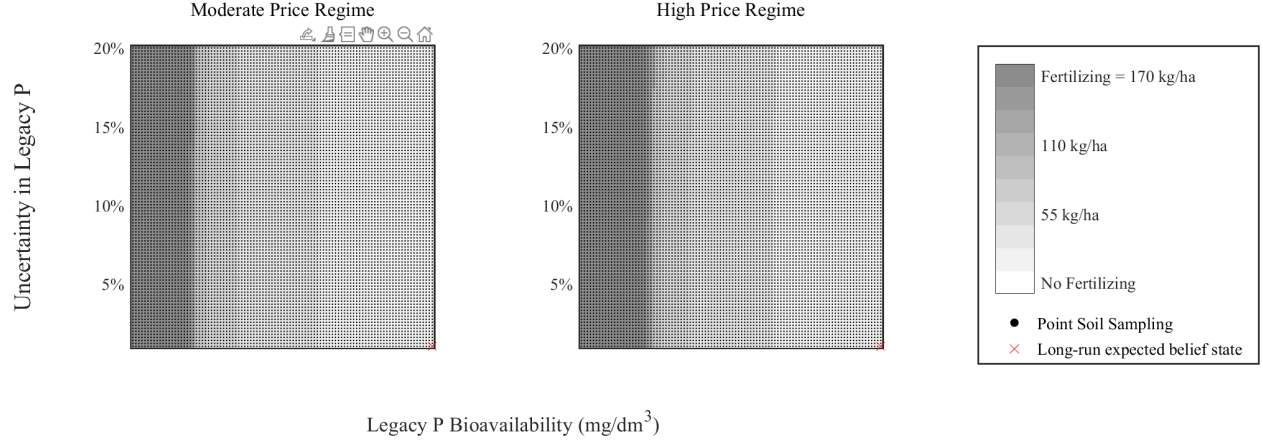 Moderate Price Regime
High Price Regime
Uncertainty in Legacy P
20%
15%
10%
5%
20%
15%
10%
5%
Fertilizing = 170 kg/ha
110 kg/ha
55 kg/ha
No Fertilizing
Point Soil Sampling
Long-run expected belief state
Legacy P Bioavailability (mg/dm³)